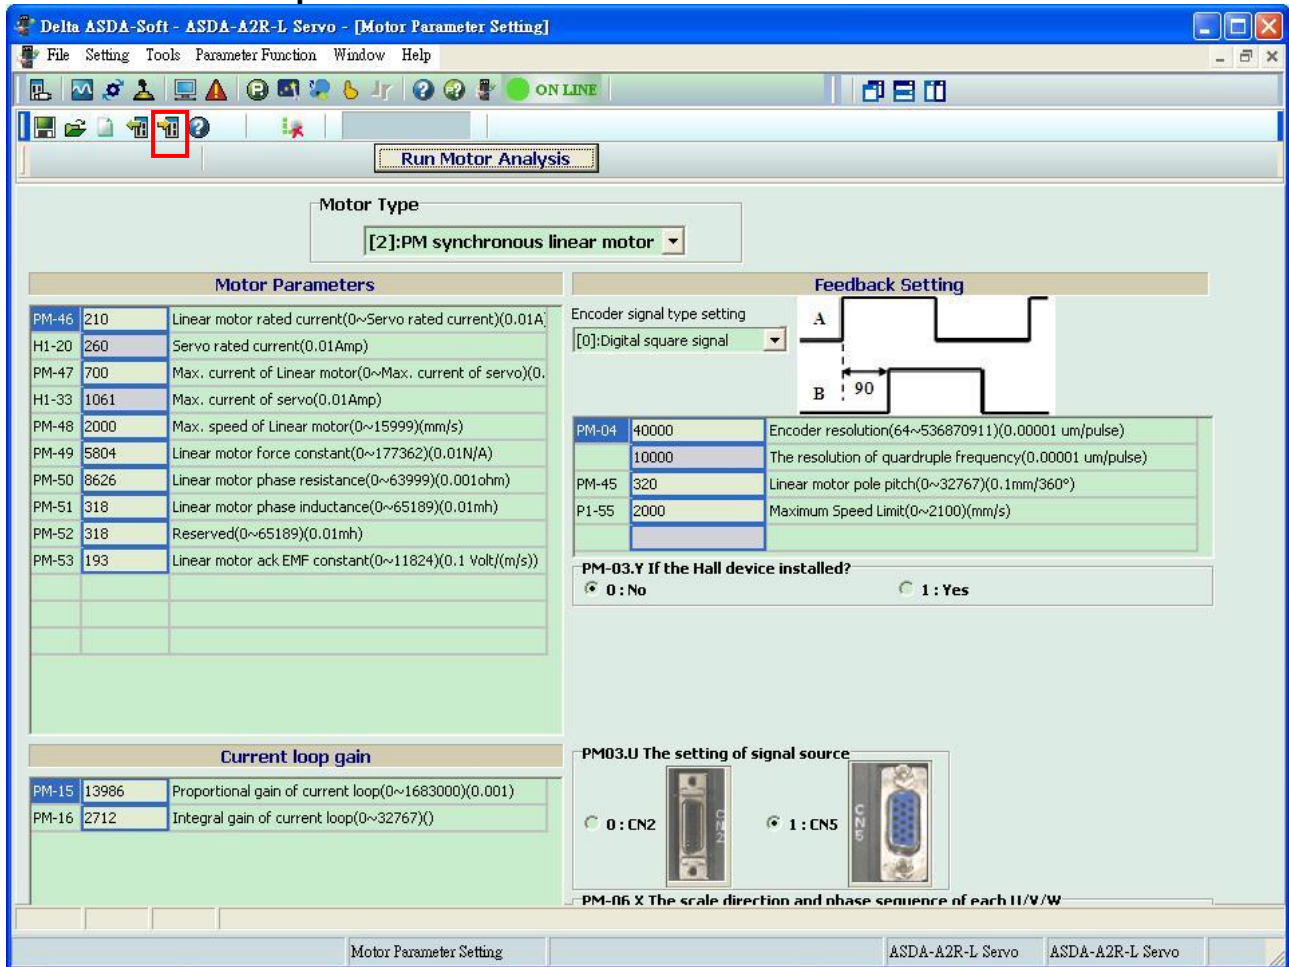 Delta ASDA-Soft - ASDA-A2R-L Servo - [Motor Parameter Setting]
File Setting Tools Parameter Function Window Help
ON LINE
Run Motor Analysis
Motor Type
[2]:PM synchronous linear motor
Motor Parameters
PM-46 210 Linear motor rated current(0~Servo rated current)(0.01A
H1-20 260 Servo rated current(0.01Amp)
PM-47 700 Max. current of Linear motor(0~Max. current of servo)(0.
H1-33 1061 Max. current of servo(0.01Amp)
PM-48 2000 Max. speed of Linear motor(0~15999)(mm/s)
PM-49 5804 Linear motor force constant(0~177362)(0.01N/A)
PM-50 8626 Linear motor phase resistance(0~63999)(0.001ohm)
PM-51 318 Linear motor phase inductance(0~65189)(0.01mh)
PM-52 318 Reserved(0~65189)(0.01mh)
PM-53 193 Linear motor ack EMF constant(0~11824)(0.1 Volt/(m/s))
Feedback Setting
Encoder signal type setting
[0]:Digital square signal
A
B 90
PM-04 40000 Encoder resolution(64~536870911)(0.00001 um/pulse)
10000 The resolution of quardruple frequency(0.00001 um/pulse)
PM-45 320 Linear motor pole pitch(0~32767)(0.1mm/360°)
P1-55 2000 Maximum Speed Limit(0~2100)(mm/s)
PM-03.Y If the Hall device installed?
0 : No 1 : Yes
Current loop gain
PM-15 13986 Proportional gain of current loop(0~1683000)(0.001)
PM-16 2712 Integral gain of current loop(0~32767)()
PM03.U The setting of signal source
0 : CN2 CN2 1 : CN5 CN5
PM-06 X The scale direction and phase sequence of each U/V/W
Motor Parameter Setting ASDA-A2R-L Servo ASDA-A2R-L Servo